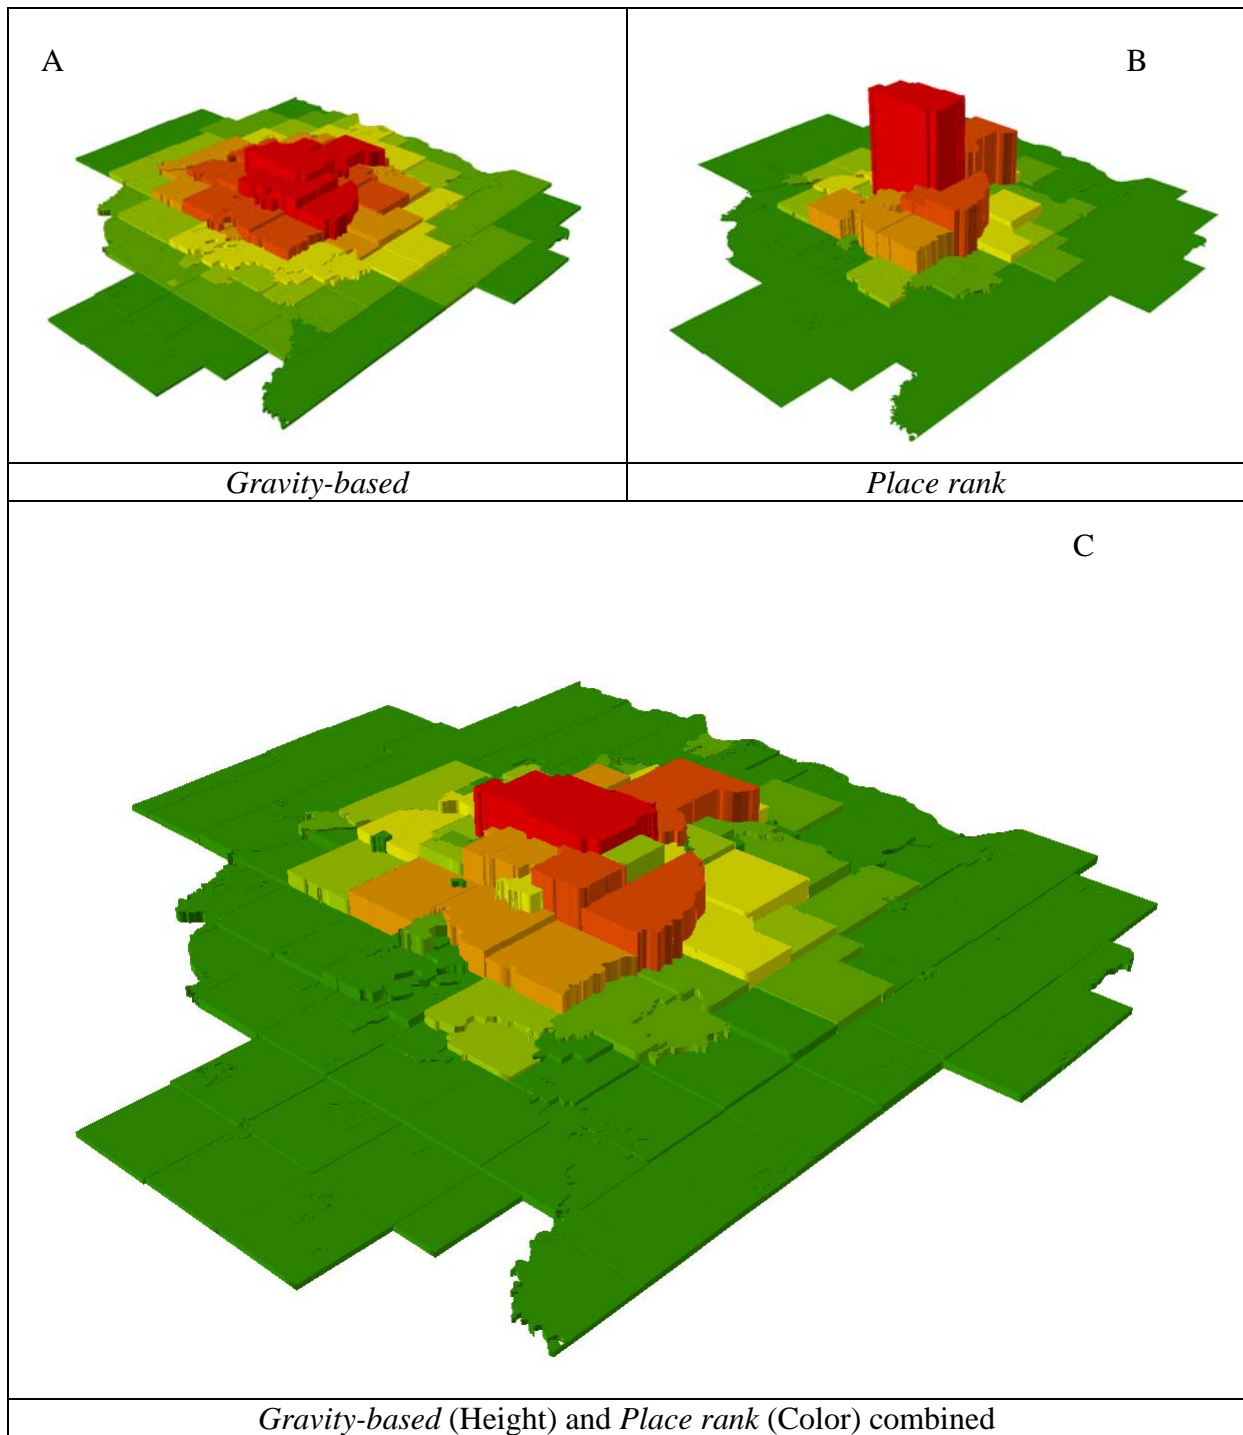 A
B
Gravity-based
Place rank
C
Gravity-based (Height) and Place rank (Color) combined